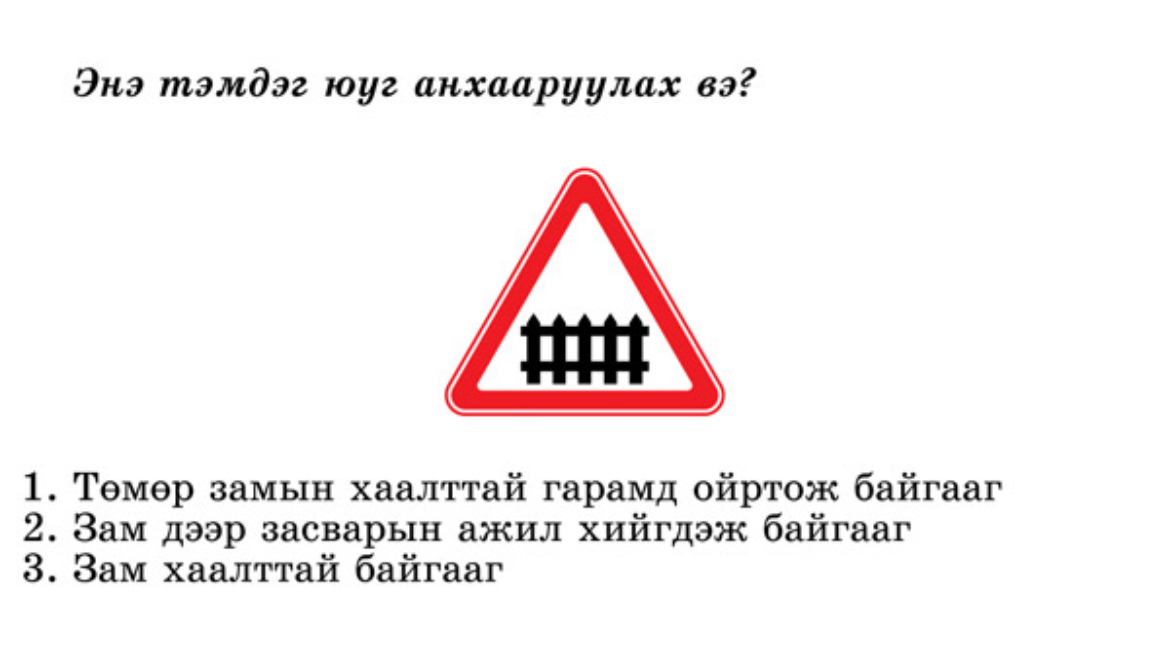 Энэ тэмдэг юуг анхааруулах вэ?
1. Төмөр замын хаалттай гарамд ойртож байгааг
2. Зам дээр засварын ажил хийгдэж байгааг
3. Зам хаалттай байгааг